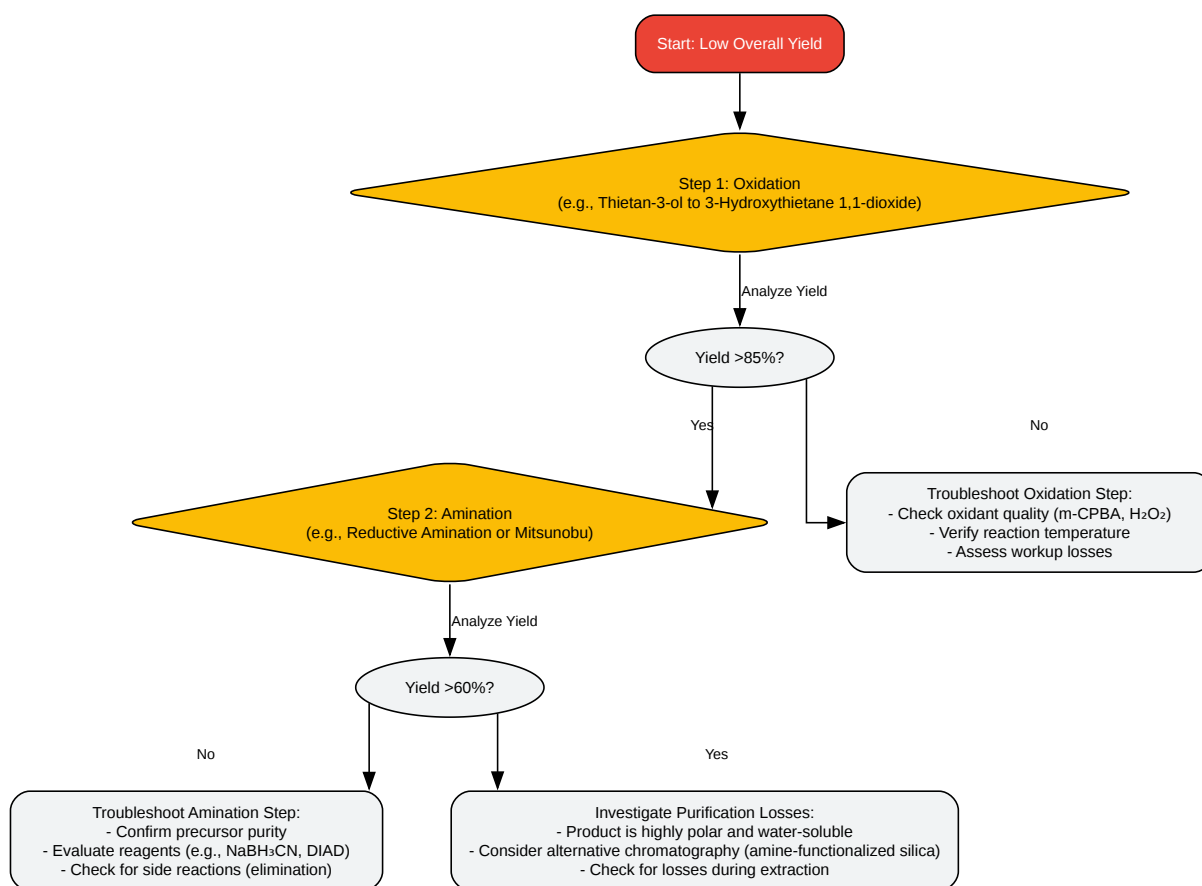 Start: Low Overall Yield
Step 1: Oxidation
(e.g., Thietan-3-ol to 3-Hydroxythietane 1,1-dioxide)
Analyze Yield
Yield >85%?
Yes
No
Troubleshoot Oxidation Step:
- Check oxidant quality (m-CPBA, H₂O₂)
- Verify reaction temperature
- Assess workup losses
Step 2: Amination
(e.g., Reductive Amination or Mitsunobu)
Analyze Yield
Yield >60%?
No
Yes
Troubleshoot Amination Step:
- Confirm precursor purity
- Evaluate reagents (e.g., NaBH₃CN, DIAD)
- Check for side reactions (elimination)
Investigate Purification Losses:
- Product is highly polar and water-soluble
- Consider alternative chromatography (amine-functionalized silica)
- Check for losses during extraction